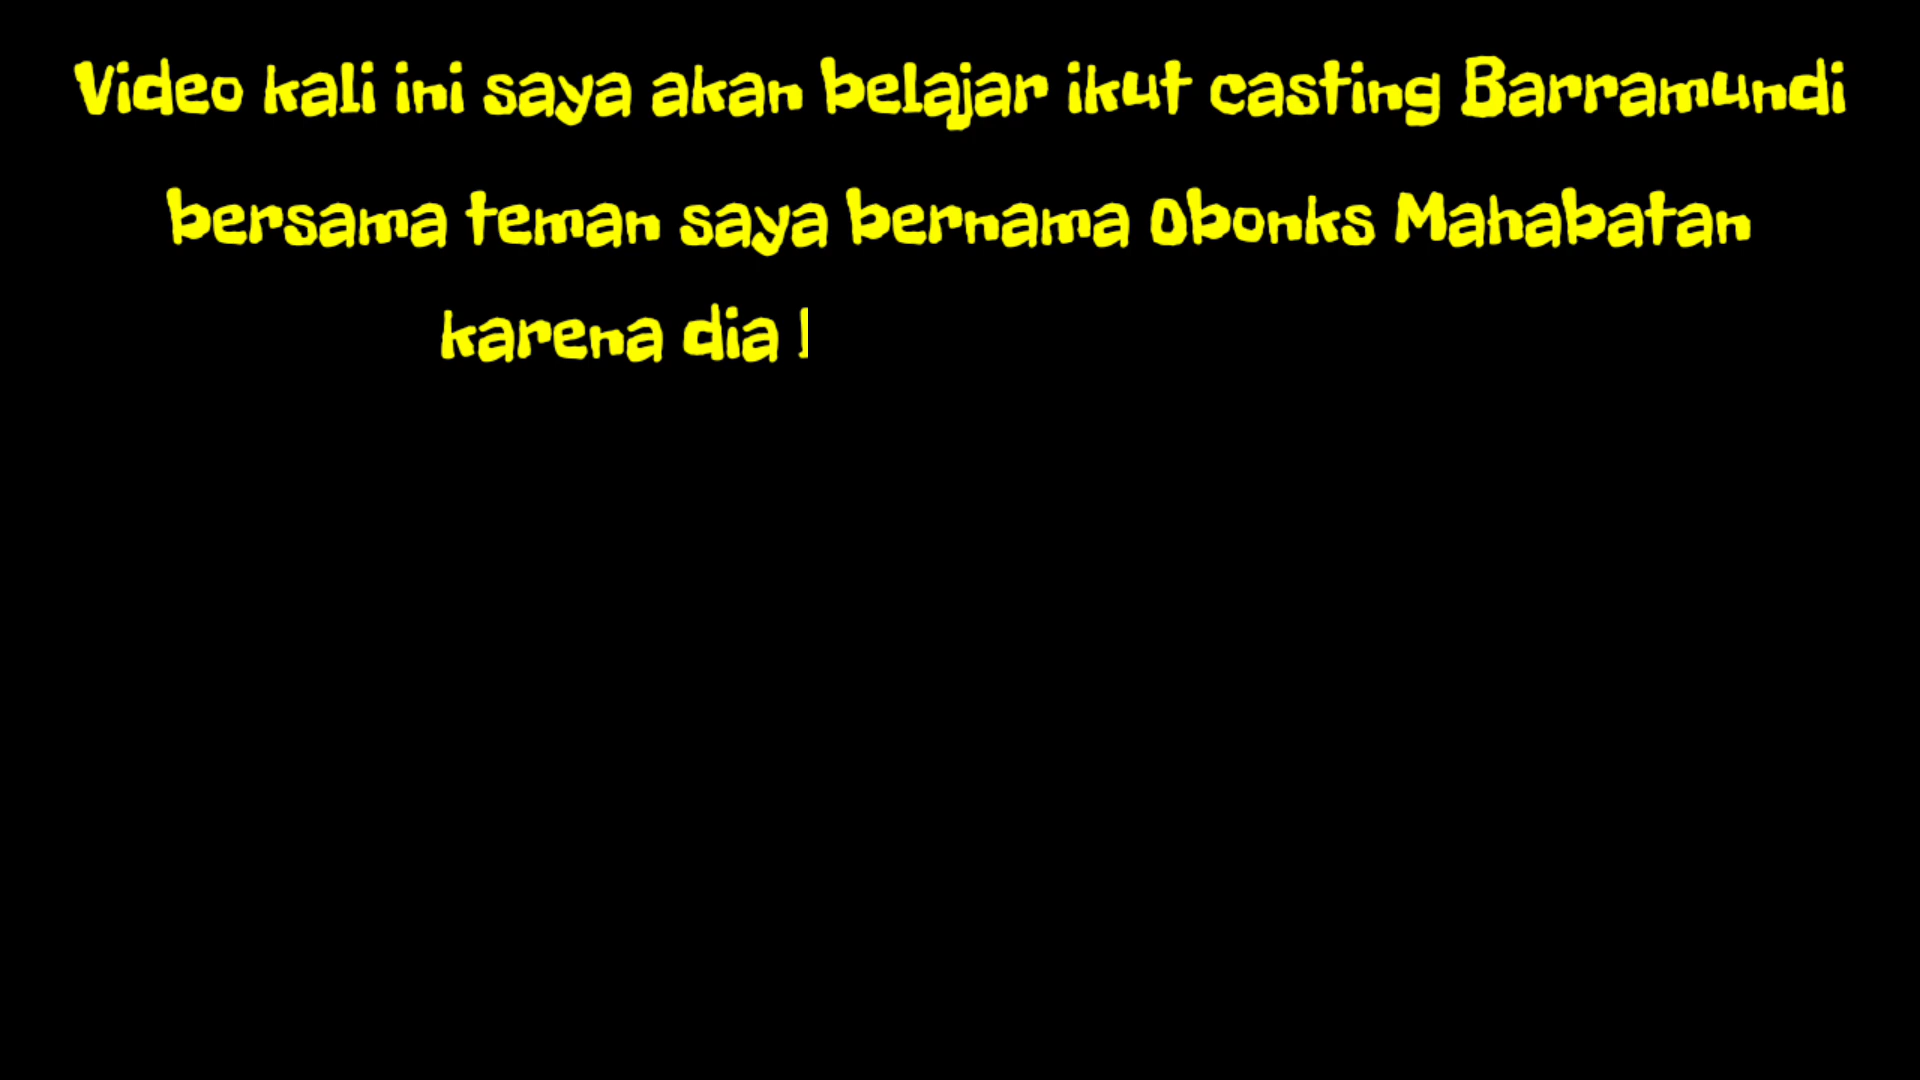 Video kali ini saya akan belajar ikut casting Barramundi
bersama teman saya bernama Obonks Mahabatan
karena dia